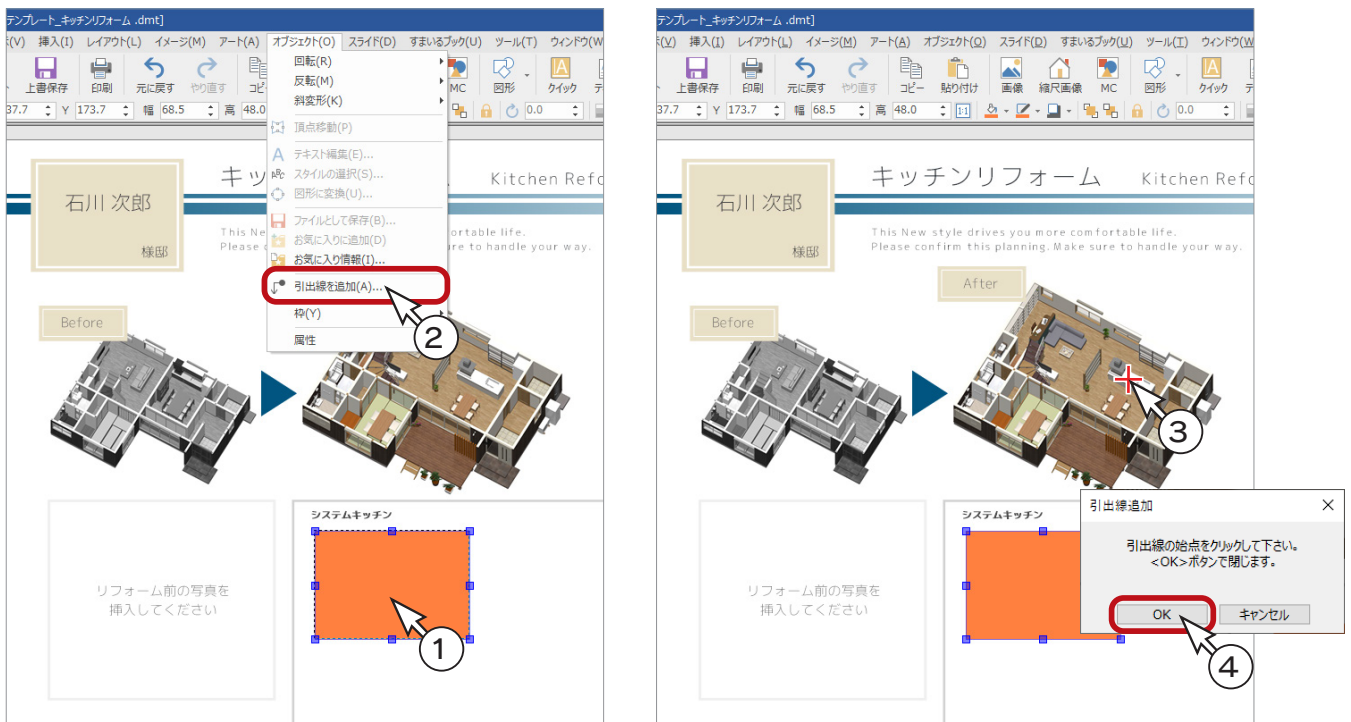 テンプレート_キッチンリフォーム .dmt]
(V) 挿入(I) レイアウト(L) イメージ(M) アート(A) オブジェクト(O) スライド(D) すまいるブック(U) ツール(T) ウィンドウ(W
上書保存 印刷 元に戻す やり直す コピ MC 図形 クイック テ
37.7 Y 173.7 幅 68.5 高 48.0 0.0
回転(R)
反転(M)
斜変形(K)
頂点移動(P)
テキスト編集(E)...
スタイルの選択(S)...
図形に変換(U)...
ファイルとして保存(B)...
お気に入りに追加(D)
お気に入り情報(I)...
引出線を追加(A)...
枠(Y)
属性
2
石川 次郎
様邸
キッ
Kitchen Refo
This Ne
ortable life.
Please
re to handle your way.
Before
システムキッチン
リフォーム前の写真を
挿入してください
1
テンプレート_キッチンリフォーム .dmt]
(V) 挿入(I) レイアウト(L) イメージ(M) アート(A) オブジェクト(O) スライド(D) すまいるブック(U) ツール(T) ウィンドウ(W
上書保存 印刷 元に戻す やり直す コピー 貼り付け 画像 縮尺画像 MC 図形 クイック テ
37.7 Y 173.7 幅 68.5 高 48.0 1:1 0.0
石川 次郎
様邸
キッチンリフォーム Kitchen Refo
This New style drives you more comfortable life.
Please confirm this planning. Make sure to handle your way.
After
Before
3
システムキッチン
リフォーム前の写真を
挿入してください
引出線追加
引出線の始点をクリックして下さい。
<OK>ボタンで閉じます。
OK キャンセル
4